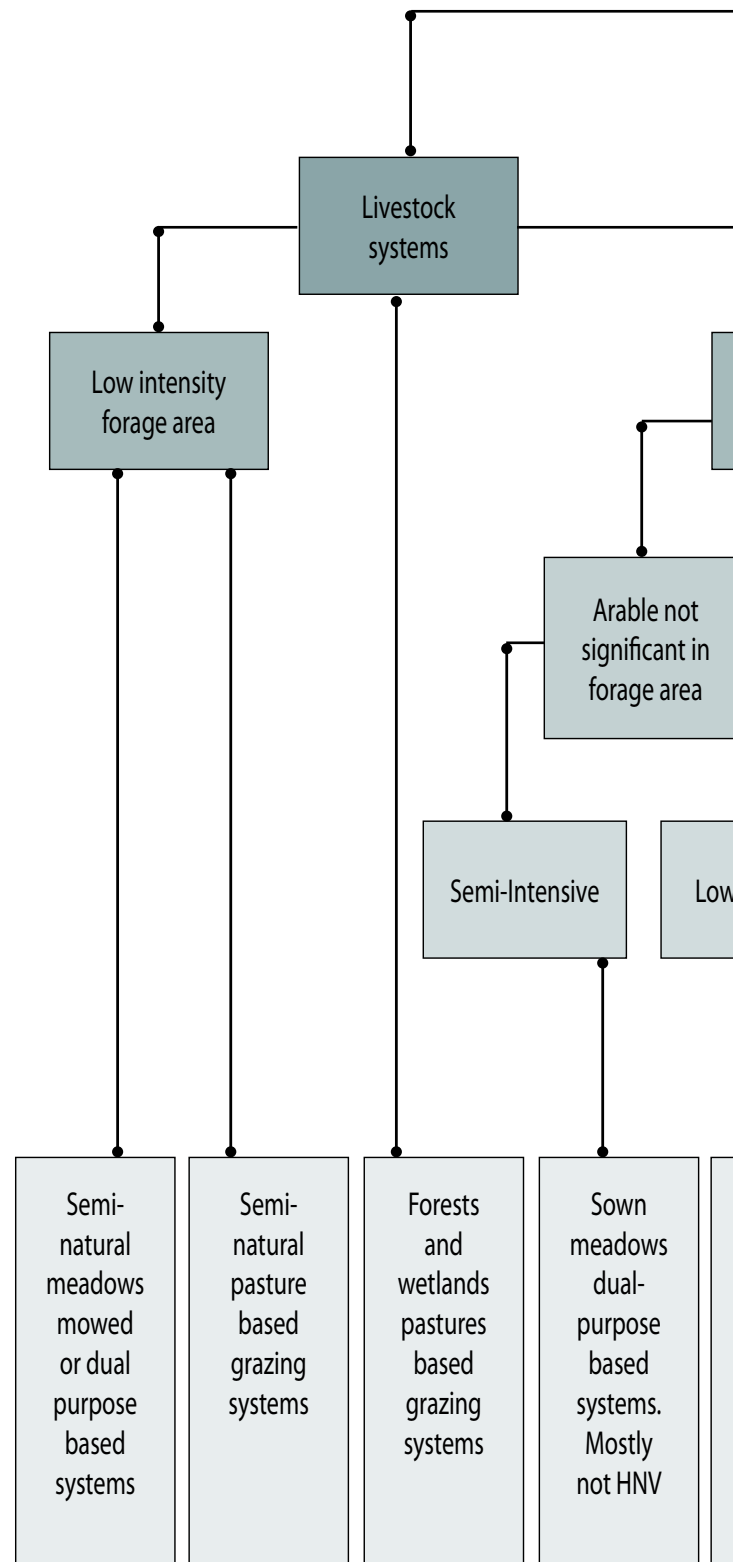 Livestock
systems
Low intensity
forage area
Arable not
significant in
forage area
Semi-Intensive
Low
Semi-
natural
meadows
mowed
or dual
purpose
based
systems
Semi-
natural
pasture
based
grazing
systems
Forests
and
wetlands
pastures
based
grazing
systems
Sown
meadows
dual-
purpose
based
systems.
Mostly
not HNV